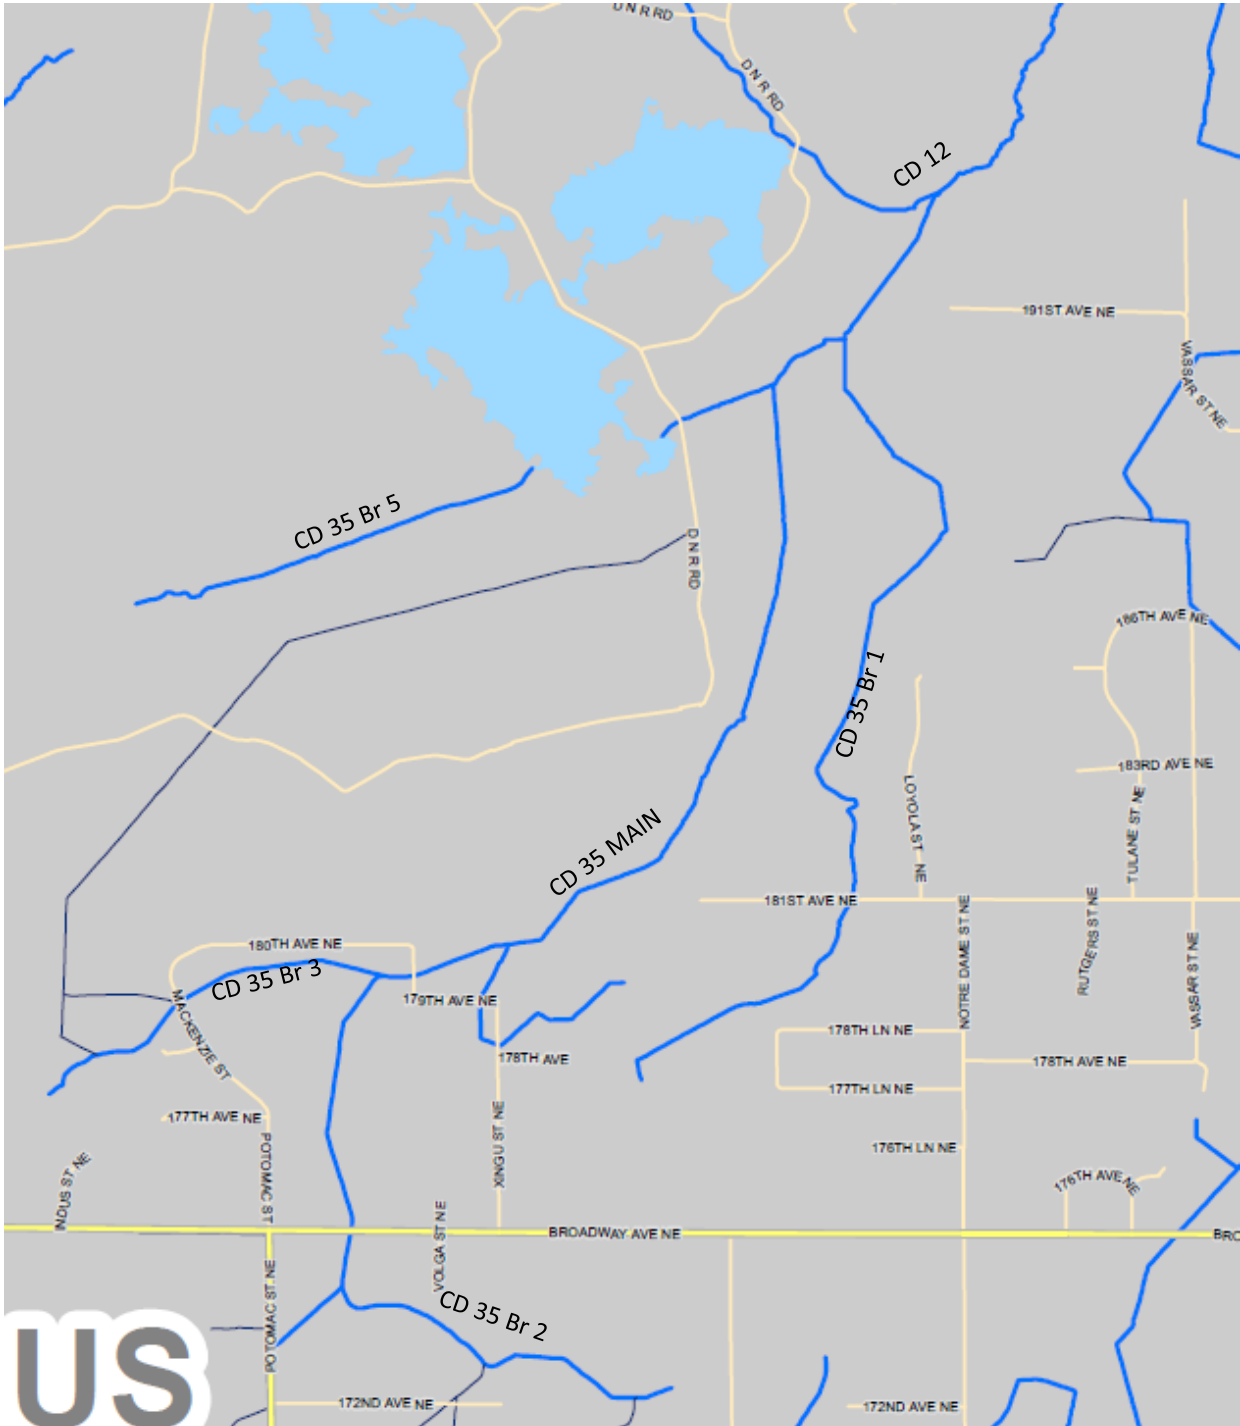 D N R RD
D N R RD
CD 12
191ST AVE NE
VASSAR ST NE
CD 35 Br 5
D N R RD
186TH AVE NE
CD 35 Br 1
183RD AVE NE
LOYOLA ST NE
TULANE ST NE
CD 35 MAIN
181ST AVE NE
NOTRE DAME ST NE
RUTGERS ST NE
VASSAR ST NE
180TH AVE NE
CD 35 Br 3
MACKENZIE ST
179TH AVE NE
178TH LN NE
178TH AVE
178TH AVE NE
177TH LN NE
177TH AVE NE
XINGU ST NE
POTOMAC ST
176TH LN NE
INDUS ST NE
176TH AVE NE
VOLGA ST NE
BROADWAY AVE NE
BRO
POTOMAC ST NE
CD 35 Br 2
US
172ND AVE NE
172ND AVE NE